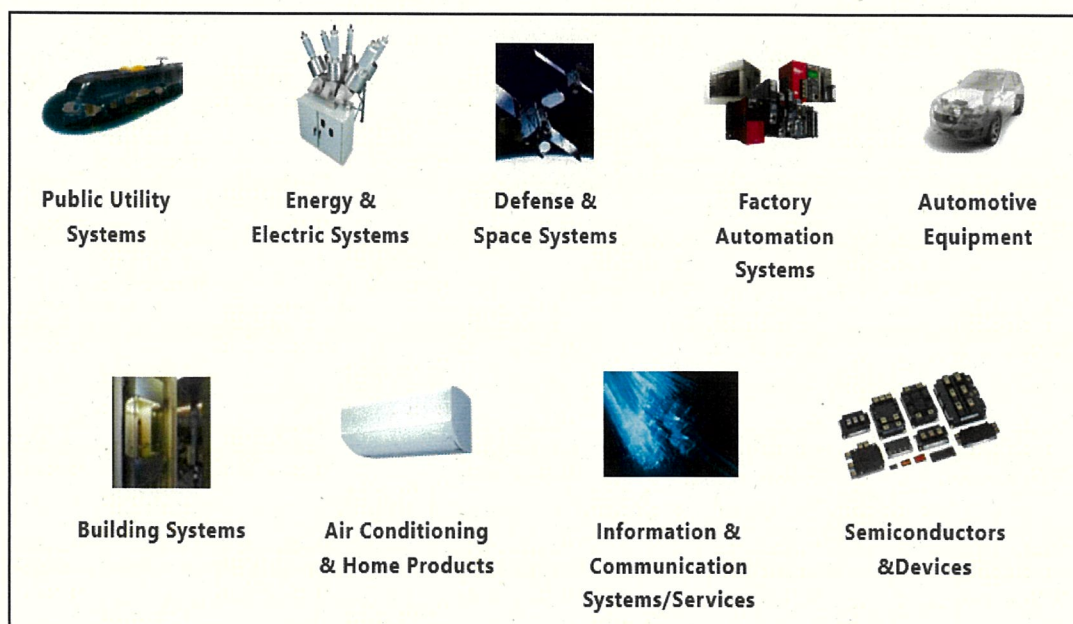 Public Utility
Systems
Energy &
Electric Systems
Defense &
Space Systems
Factory
Automation
Systems
Automotive
Equipment
Building Systems
Air Conditioning
& Home Products
Information &
Communication
Systems/Services
Semiconductors
&Devices